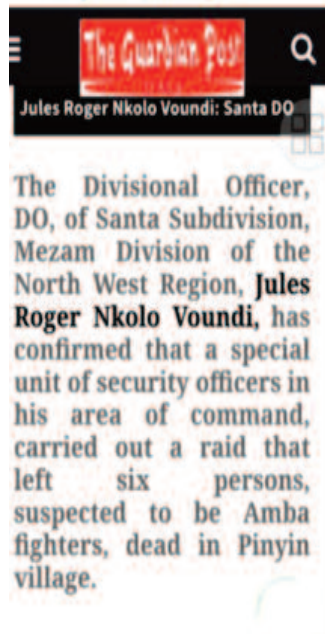 The Guardian Post
Jules Roger Nkolo Voundi: Santa DO
The Divisional Officer,
DO, of Santa Subdivision,
Mezam Division of the
North West Region, Jules
Roger Nkolo Voundi, has
confirmed that a special
unit of security officers in
his area of command,
carried out a raid that
left six persons,
suspected to be Amba
fighters, dead in Pinyin
village.